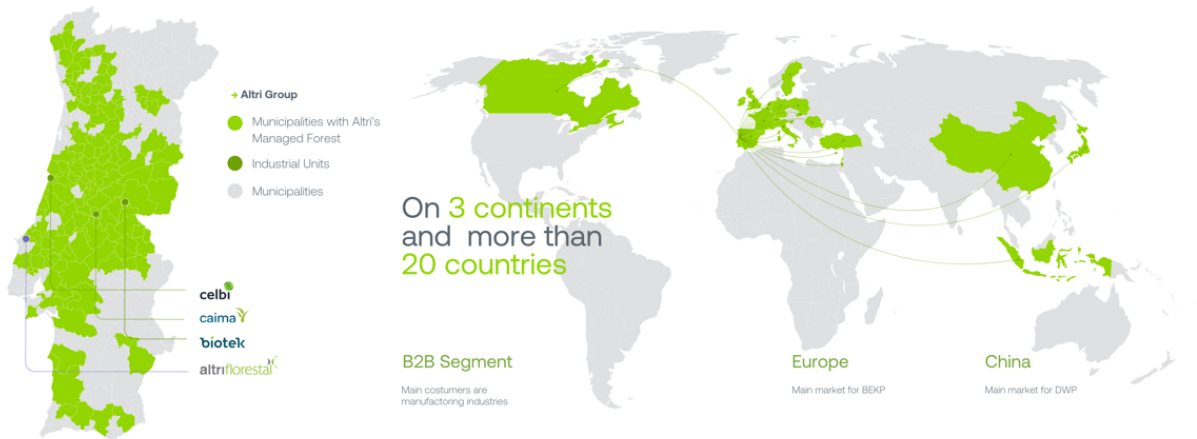 Altri Group
Municipalities with Altri's
Managed Forest
Industrial Units
Municipalities
celbi
caima
biotek
altriflorestal
On 3 continents
and more than
20 countries
B2B Segment
Main costumers are
manufactoring industries
Europe
Main market for BEKP
China
Main market for DWP